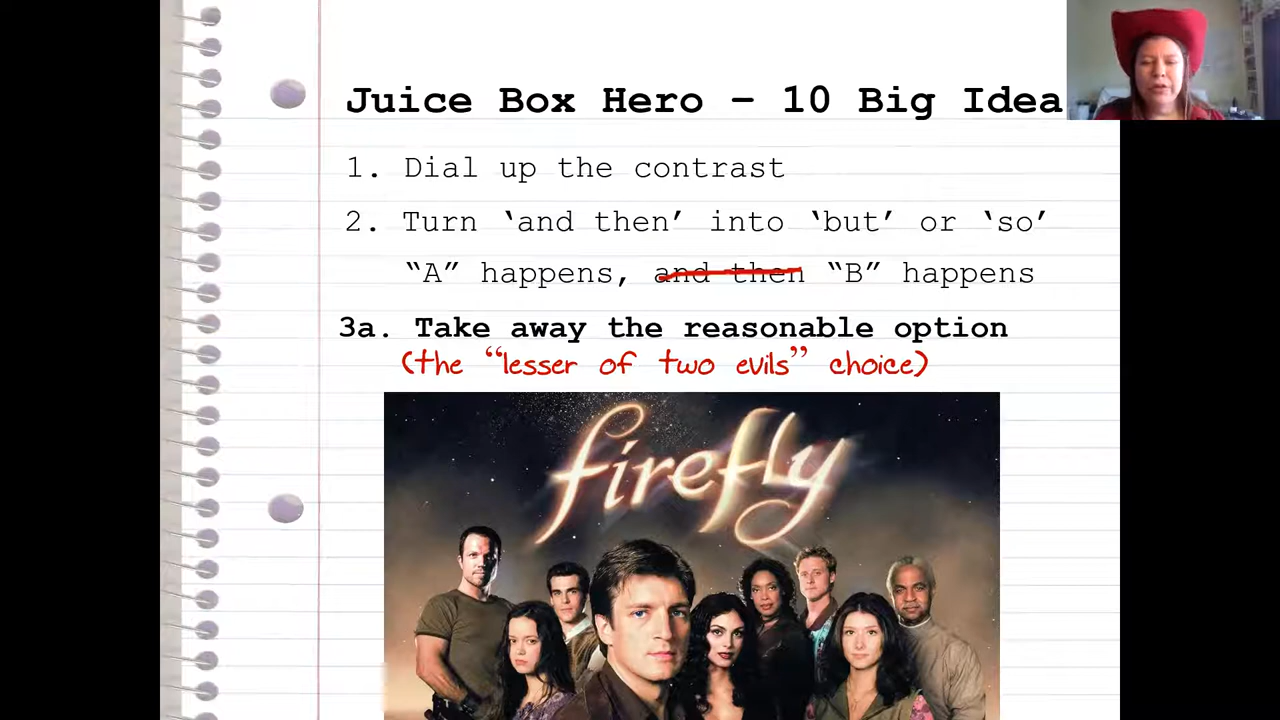 Juice Box Hero – 10 Big Idea
1. Dial up the contrast
2. Turn ‘and then’ into ‘but’ or ‘so’
“A” happens, and then “B” happens
3a. Take away the reasonable option
(the “lesser of two evils” choice)
firefly